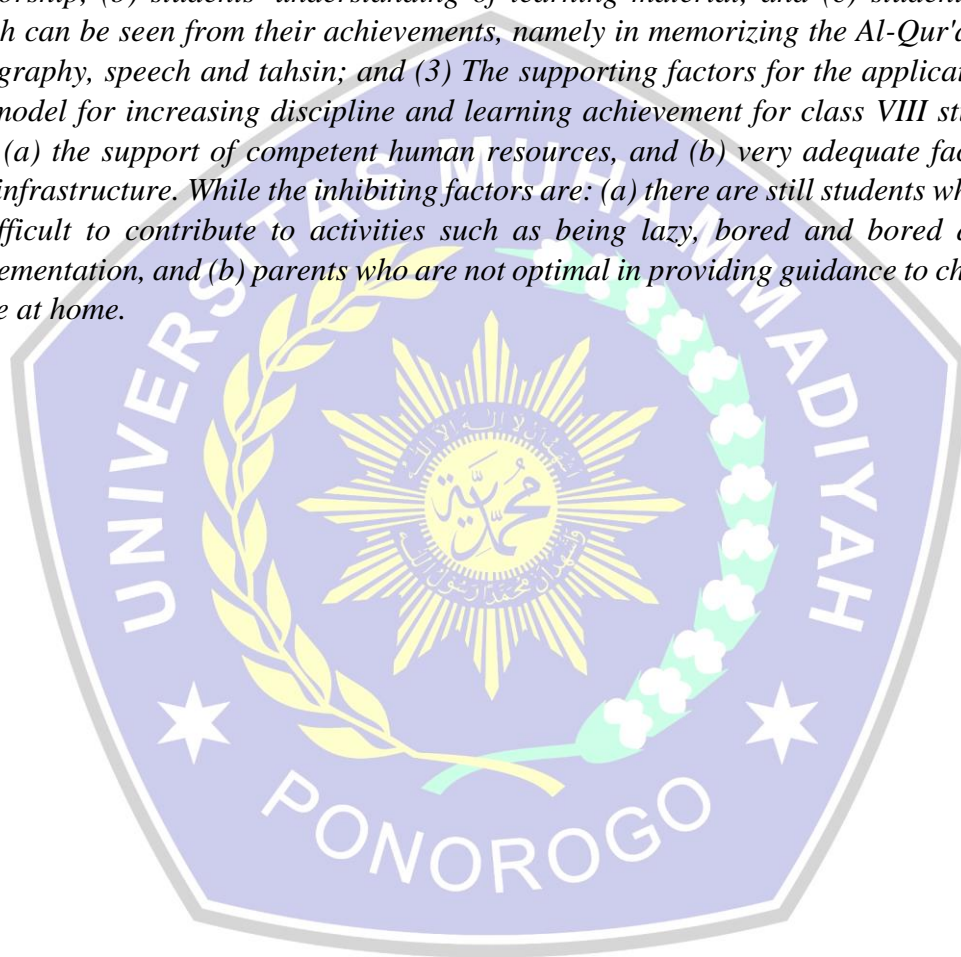 orship; (b) students' understanding of learning material; and (c) student
h can be seen from their achievements, namely in memorizing the Al-Qur'a
graphy, speech and tahsin; and (3) The supporting factors for the applicat
model for increasing discipline and learning achievement for class VIII stu
(a) the support of competent human resources, and (b) very adequate fac
infrastructure. While the inhibiting factors are: (a) there are still students wh
fficult to contribute to activities such as being lazy, bored and bored
ementation, and (b) parents who are not optimal in providing guidance to ch
e at home.
UNIVERSITAS MUHAMMADIYAH
محمدية
PONOROGO